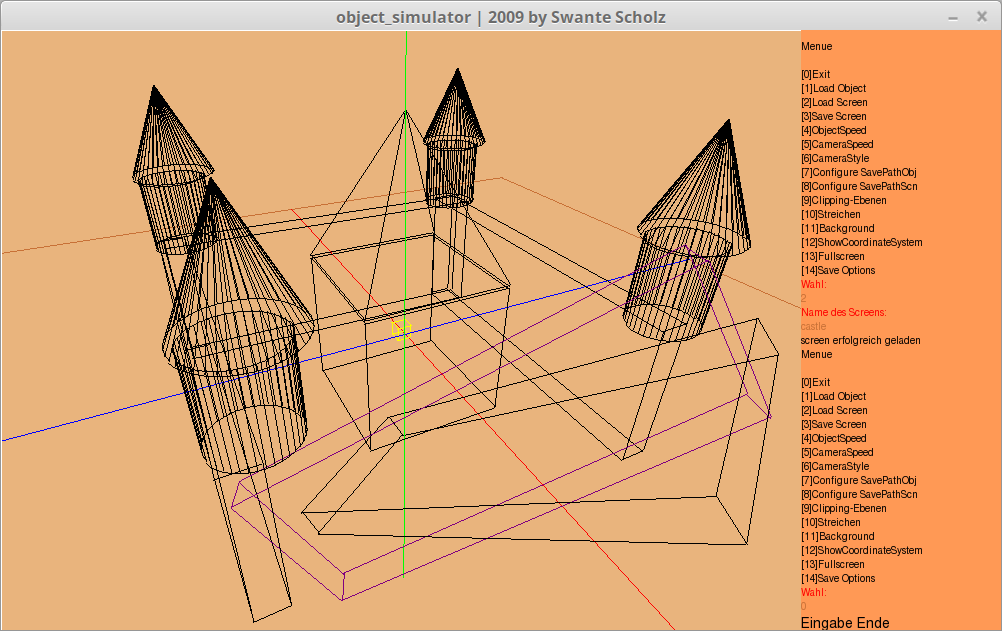 object_simulator | 2009 by Swante Scholz
Menue
[0]Exit
[1]Load Object
[2]Load Screen
[3]Save Screen
[4]ObjectSpeed
[5]CameraSpeed
[6]CameraStyle
[7]Configure SavePathObj
[8]Configure SavePathScn
[9]Clipping-Ebenen
[10]Streichen
[11]Background
[12]ShowCoordinateSystem
[13]Fullscreen
[14]Save Options
Wahl:
2
Name des Screens:
castle
screen erfolgreich geladen
Menue
[0]Exit
[1]Load Object
[2]Load Screen
[3]Save Screen
[4]ObjectSpeed
[5]CameraSpeed
[6]CameraStyle
[7]Configure SavePathObj
[8]Configure SavePathScn
[9]Clipping-Ebenen
[10]Streichen
[11]Background
[12]ShowCoordinateSystem
[13]Fullscreen
[14]Save Options
Wahl:
0
Eingabe Ende